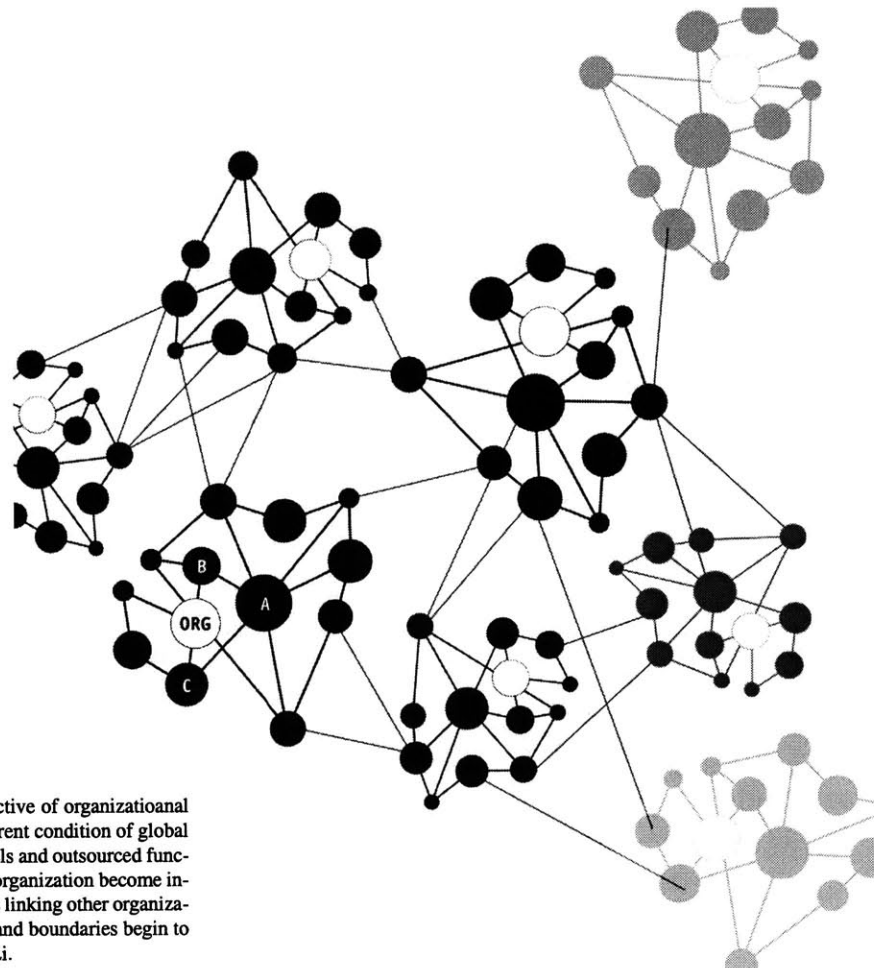 B
A
ORG
C
ctive of organizatioanal
rent condition of global
ls and outsourced func-
organization become in-
linking other organiza-
and boundaries begin to
Li.